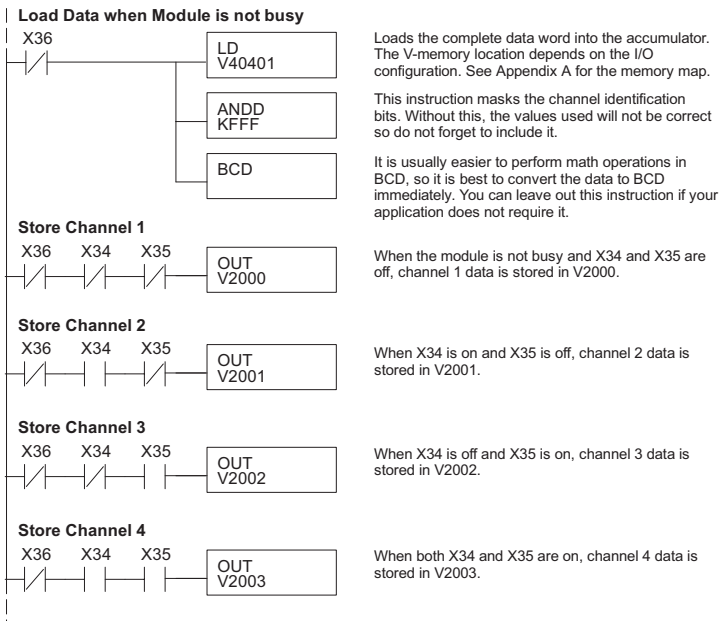 Load Data when Module is not busy
X36
LD
V40401
Loads the complete data word into the accumulator.
The V-memory location depends on the I/O
configuration. See Appendix A for the memory map.
ANDD
KFFF
This instruction masks the channel identification
bits. Without this, the values used will not be correct
so do not forget to include it.
BCD
It is usually easier to perform math operations in
BCD, so it is best to convert the data to BCD
immediately. You can leave out this instruction if your
application does not require it.
Store Channel 1
X36 X34 X35
OUT
V2000
When the module is not busy and X34 and X35 are
off, channel 1 data is stored in V2000.
Store Channel 2
X36 X34 X35
OUT
V2001
When X34 is on and X35 is off, channel 2 data is
stored in V2001.
Store Channel 3
X36 X34 X35
OUT
V2002
When X34 is off and X35 is on, channel 3 data is
stored in V2002.
Store Channel 4
X36 X34 X35
OUT
V2003
When both X34 and X35 are on, channel 4 data is
stored in V2003.